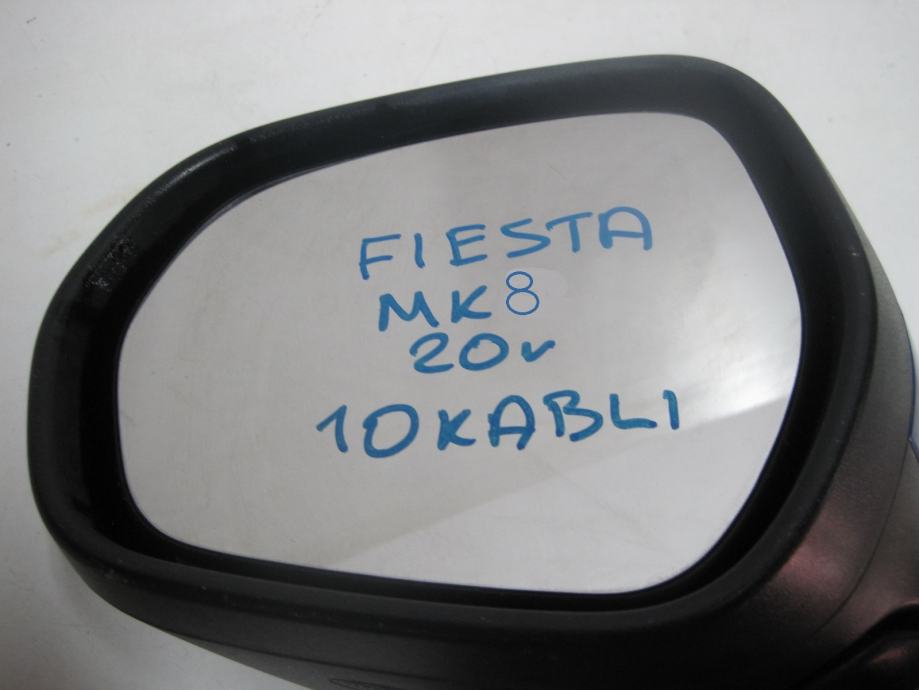 FIESTA
MK8
20v
10KABLI